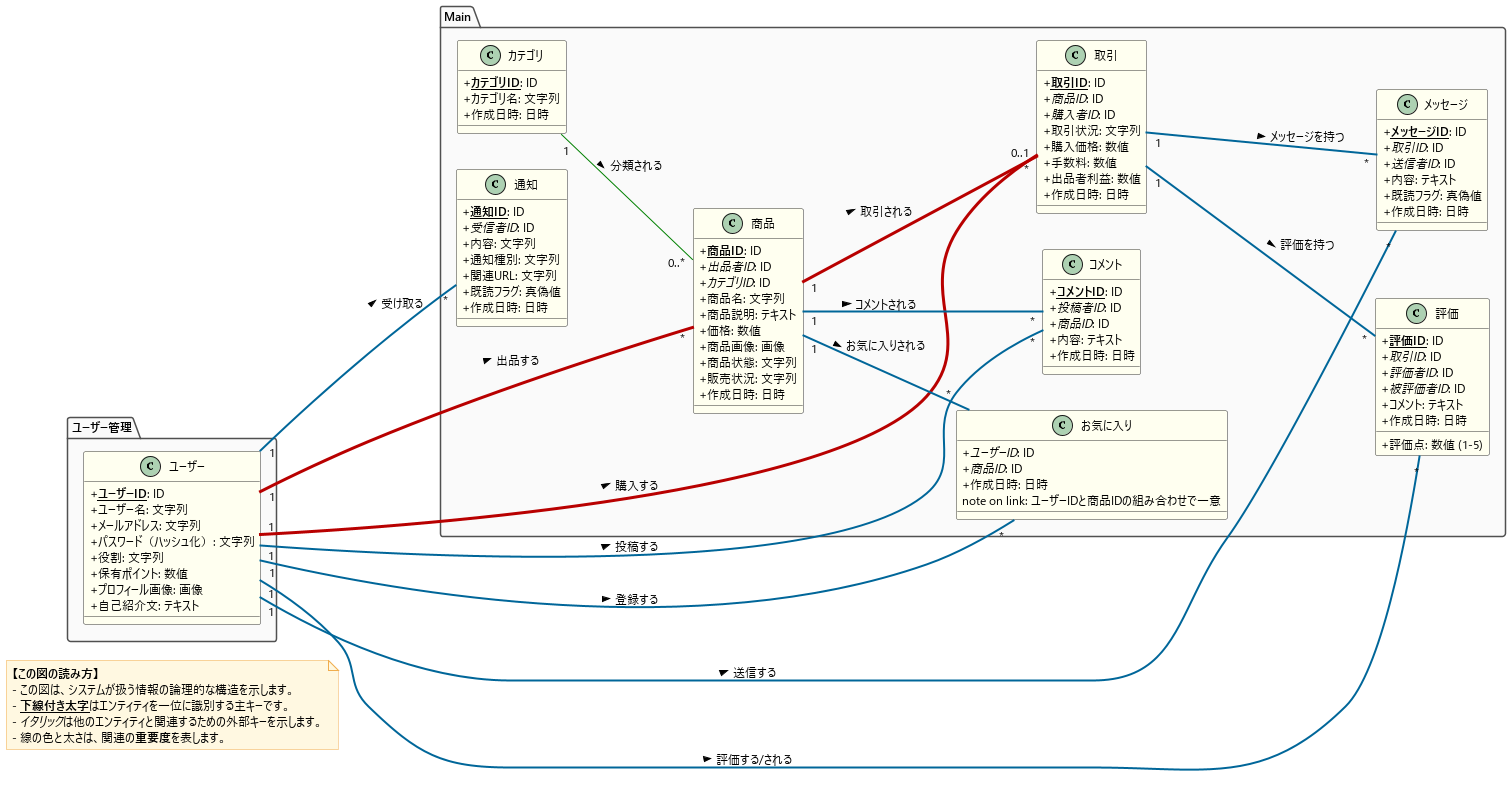 Main
C カテゴリ
+カテゴリID: ID
+カテゴリ名: 文字列
+作成日時: 日時
1
分類される
0..*
C 通知
+通知ID: ID
+受信者ID: ID
+内容: 文字列
+通知種別: 文字列
+関連URL: 文字列
+既読フラグ: 真偽値
+作成日時: 日時
*
受け取る
C 商品
+商品ID: ID
+出品者ID: ID
+カテゴリID: ID
+商品名: 文字列
+商品説明: テキスト
+価格: 数値
+商品画像: 画像
+商品状態: 文字列
+販売状況: 文字列
+作成日時: 日時
*
出品する
取引される
1
コメントされる
1
お気に入りされる
1
C 取引
+取引ID: ID
+商品ID: ID
+購入者ID: ID
+取引状況: 文字列
+購入価格: 数値
+手数料: 数値
+出品者利益: 数値
+作成日時: 日時
0..1
*
1
メッセージを持つ
*
1
評価を持つ
*
C コメント
+コメントID: ID
+投稿者ID: ID
+商品ID: ID
+内容: テキスト
+作成日時: 日時
*
*
C お気に入り
+ユーザーID: ID
+商品ID: ID
+作成日時: 日時
note on link: ユーザーIDと商品IDの組み合わせで一意
*
*
C メッセージ
+メッセージID: ID
+取引ID: ID
+送信者ID: ID
+内容: テキスト
+既読フラグ: 真偽値
+作成日時: 日時
*
C 評価
+評価ID: ID
+取引ID: ID
+評価者ID: ID
+被評価者ID: ID
+コメント: テキスト
+作成日時: 日時
+評価点: 数値 (1-5)
*
ユーザー管理
C ユーザー
+ユーザーID: ID
+ユーザー名: 文字列
+メールアドレス: 文字列
+パスワード（ハッシュ化）: 文字列
+役割: 文字列
+保有ポイント: 数値
+プロフィール画像: 画像
+自己紹介文: テキスト
1
1
1
1
1
1
1
購入する
投稿する
登録する
送信する
評価する/される
【この図の読み方】
- この図は、システムが扱う情報の論理的な構造を示します。
- 下線付き太字はエンティティを一位に識別する主キーです。
- イタリックは他のエンティティと関連するための外部キーを示します。
- 線の色と太さは、関連の重要度を表します。